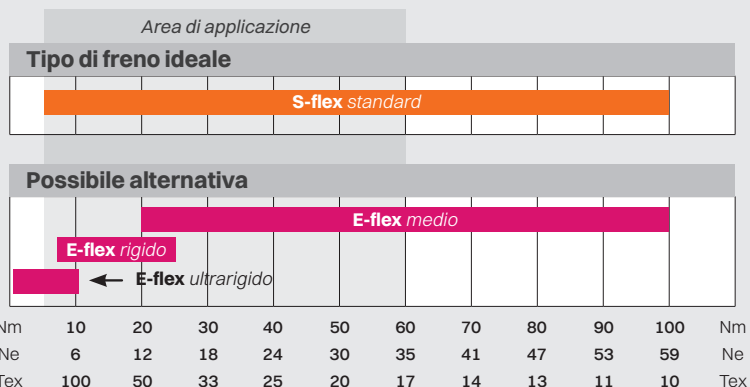 Area di applicazione
Tipo di freno ideale
S-flex standard
Possibile alternativa
E-flex medio
E-flex rigido
E-flex ultrarigido
Nm 10 20 30 40 50 60 70 80 90 100 Nm
Ne 6 12 18 24 30 35 41 47 53 59 Ne
Tex 100 50 33 25 20 17 14 13 11 10 Tex